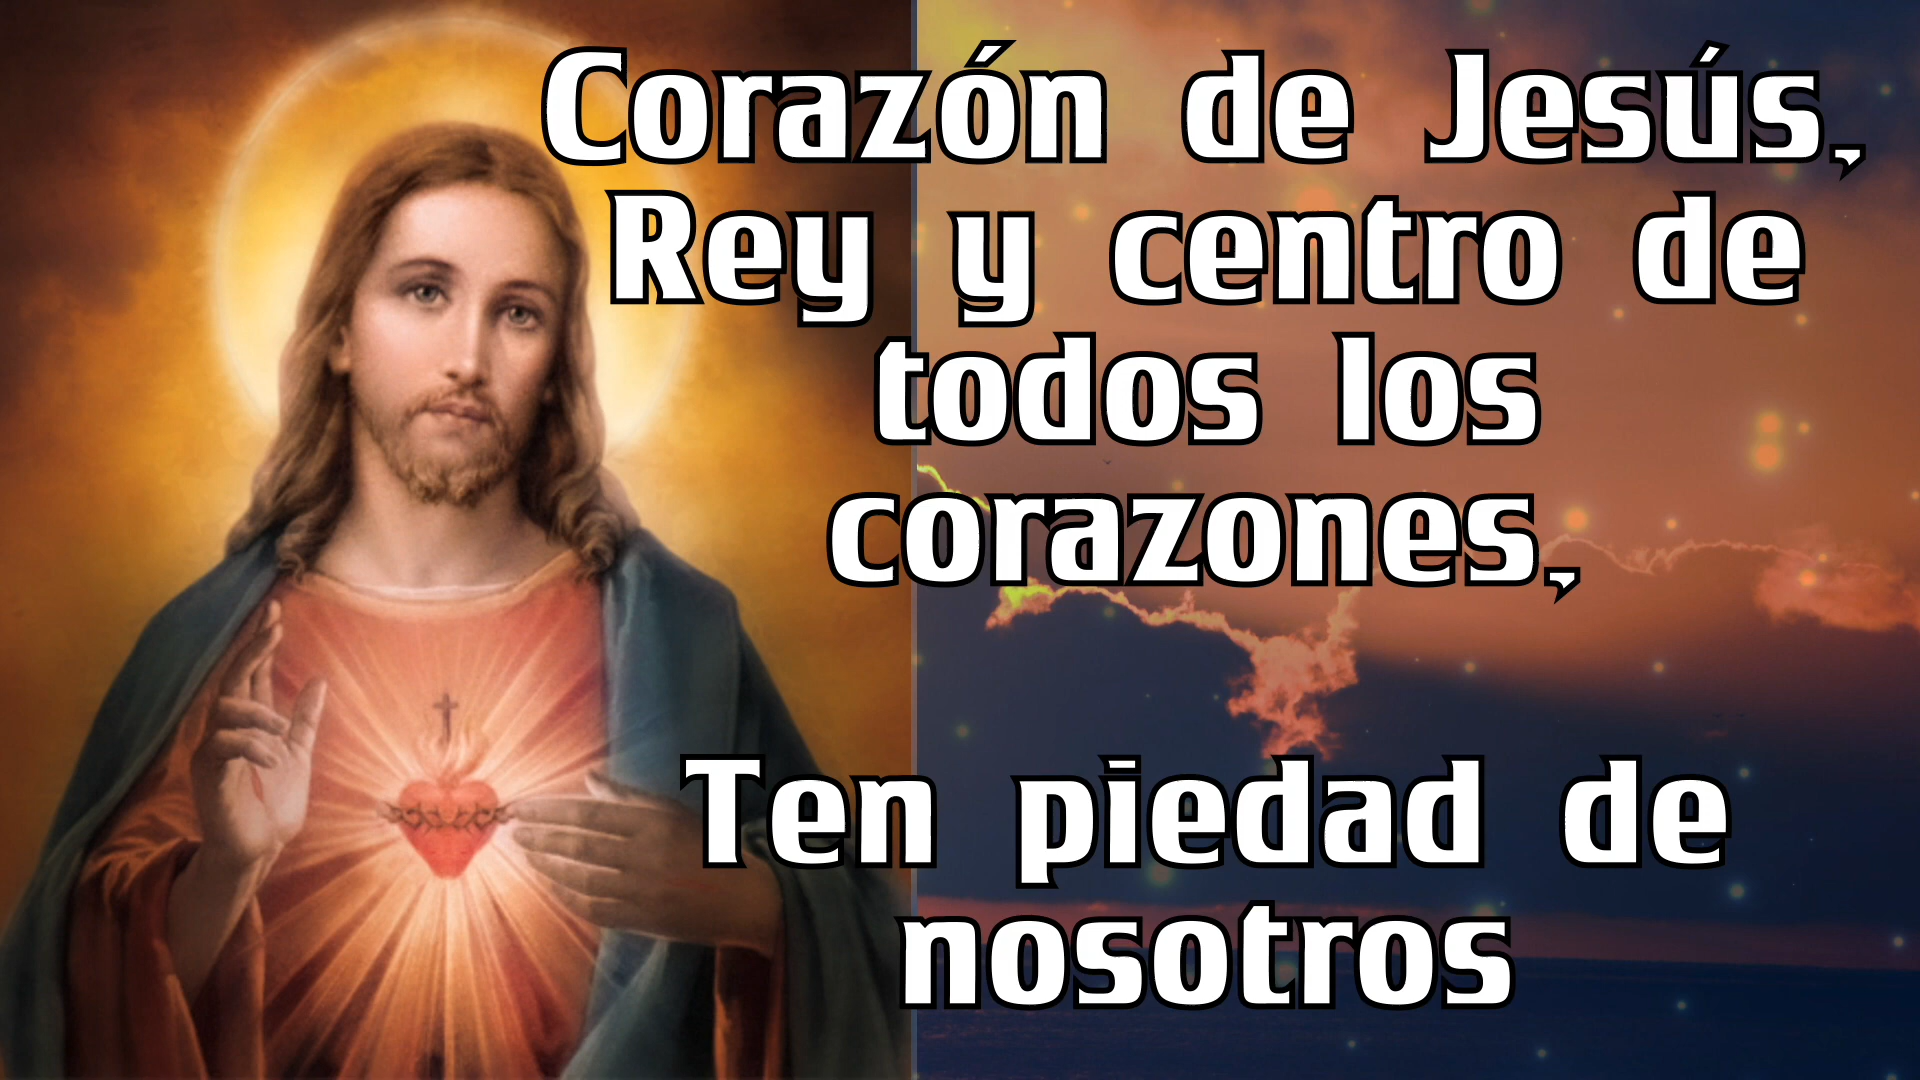 Corazón de Jesús,
Rey y centro de
todos los
corazones,
Ten piedad de
nosotros